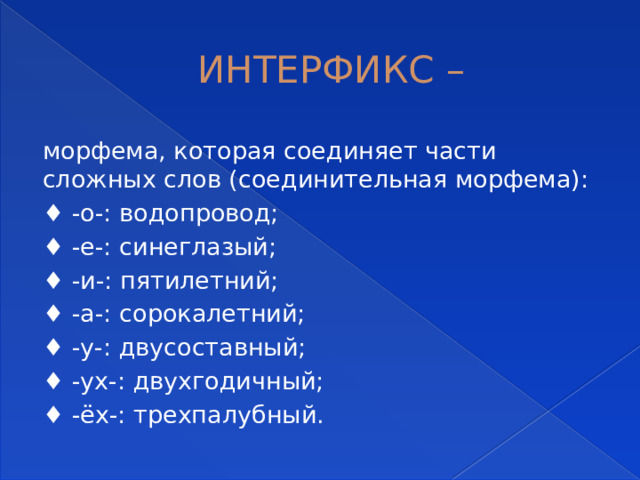 ИНТЕРФИКС –
морфема, которая соединяет части
сложных слов (соединительная морфема):
♦ -о-: водопровод;
♦ -е-: синеглазый;
♦ -и-: пятилетний;
♦ -а-: сорокалетний;
♦ -у-: двусоставный;
♦ -ух-: двухгодичный;
♦ -ёх-: трехпалубный.